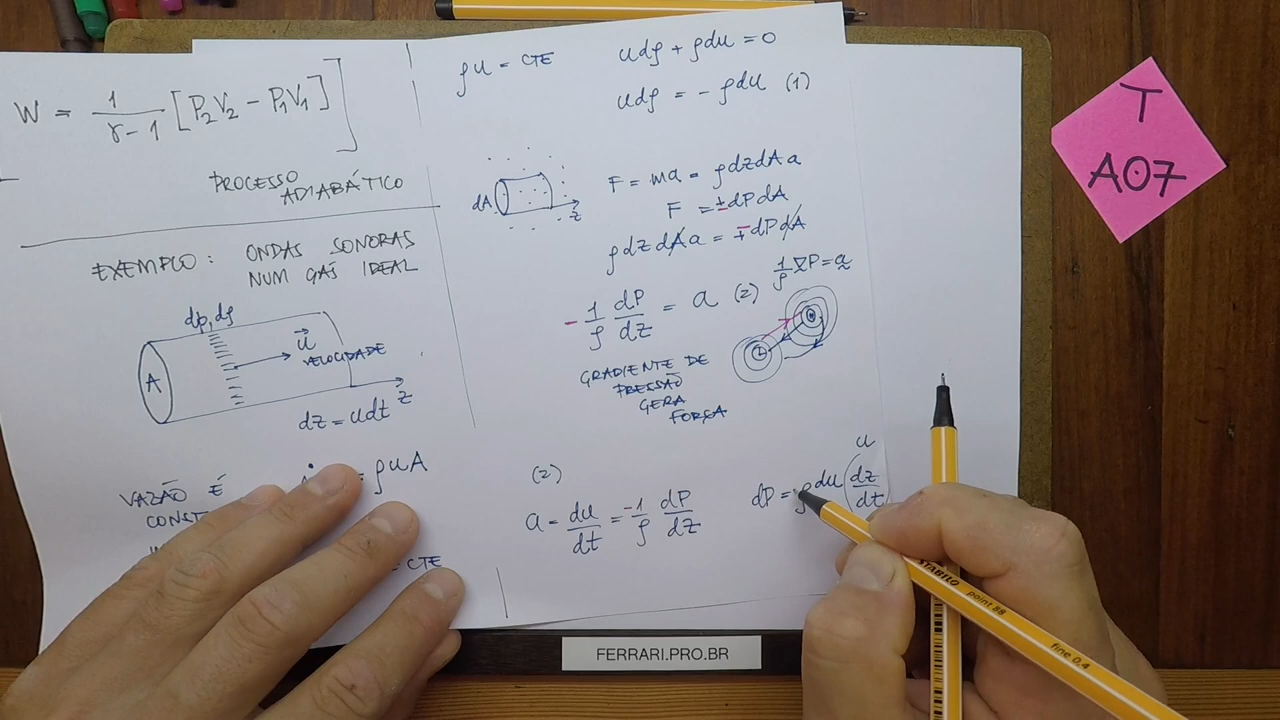 W = 1/(γ-1) [P₂V₂ - P₁V₁]
PROCESSO
ADIABÁTICO
EXEMPLO: ONDAS SONORAS
NUM GÁS IDEAL
dp, dρ
A
u⃗
VELOCIDADE
z
dz = udt
VAZÃO É
CONST
= ρuA
= CTE
ρu = CTE
udρ + ρdu = 0
udρ = - ρdu (1)
dA
z
F = ma = ρdzdA a
F = ±dPdA
ρdzdA a = ∓dPdA
1/ρ ∇P = a
- 1/ρ dP/dz = a (2)
L
GRADIENTE DE
PRESSÃO
GERA
FORÇA
(2)
a = du/dt = -1/ρ dP/dz
u
dP = -ρ du (dz/dt
T
A07
STABILO point 88 fine 0.4
FERRARI.PRO.BR